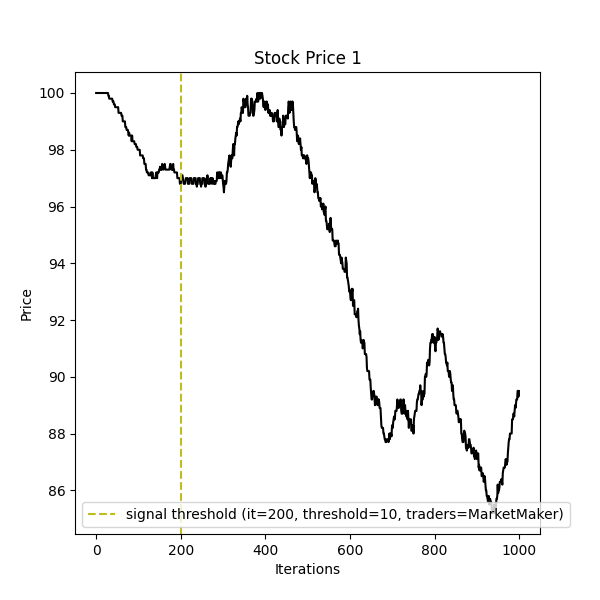 Stock Price 1
Price
100
98
96
94
92
90
88
86
signal threshold (it=200, threshold=10, traders=MarketMaker)
0 200 400 600 800 1000
Iterations